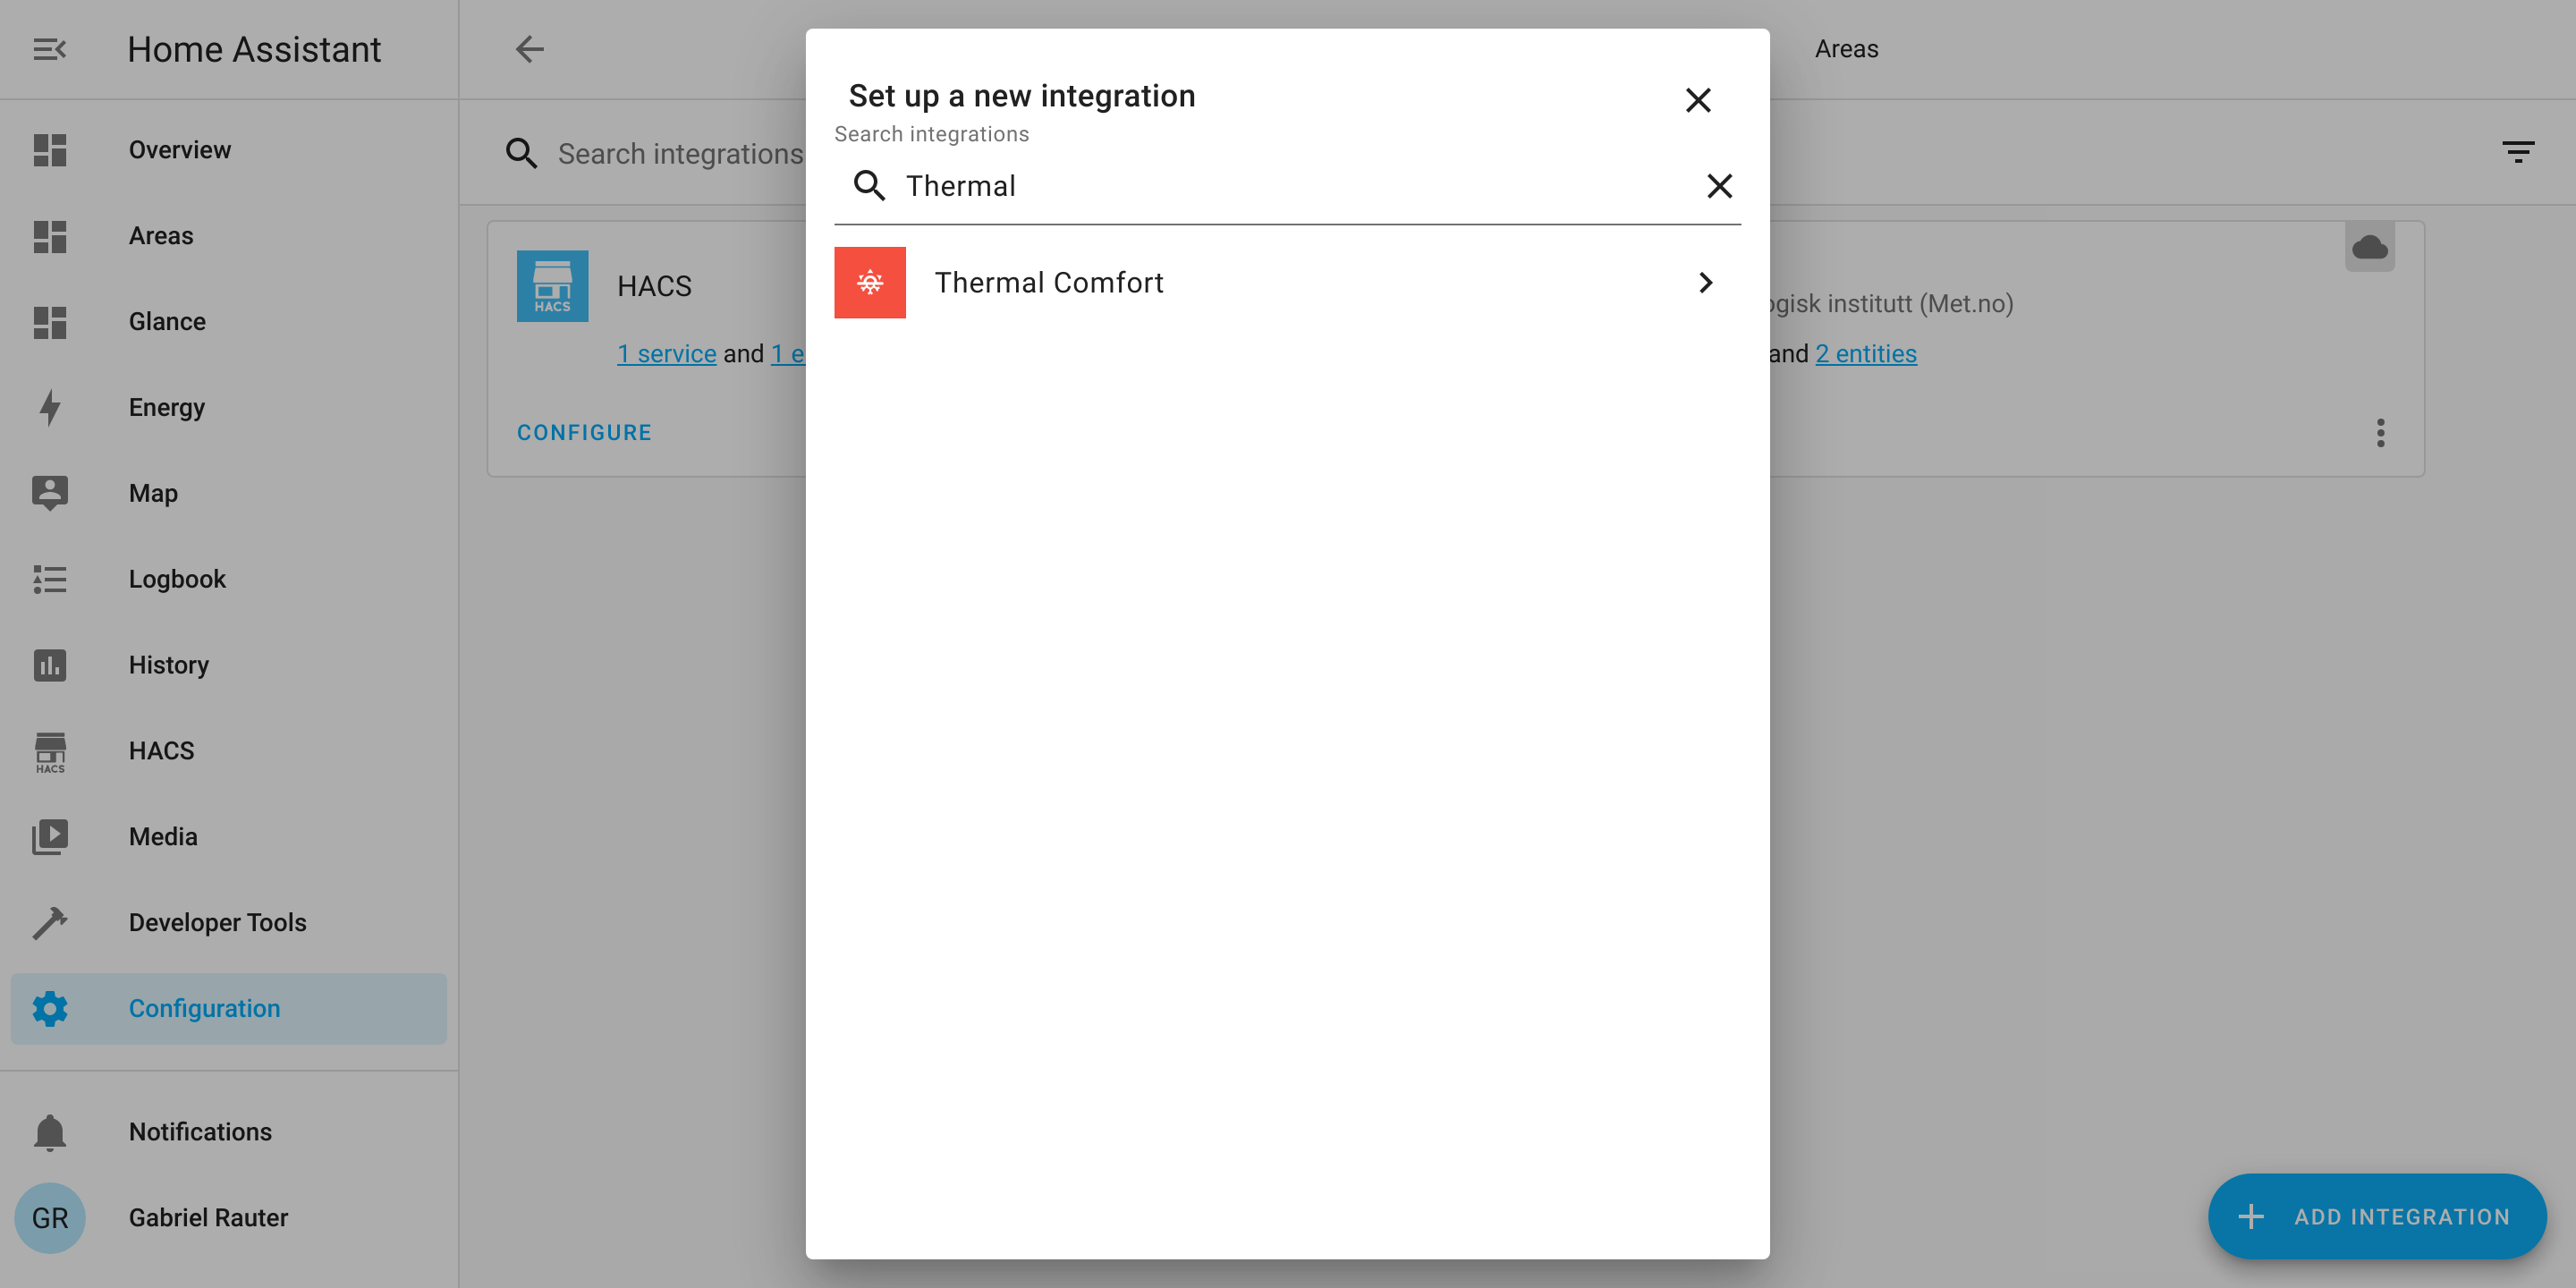 Home Assistant
Overview
Areas
Glance
Energy
Map
Logbook
History
HACS
Media
Developer Tools
Configuration
Notifications
GR
Gabriel Rauter
Areas
Search integrations
HACS
HACS
1 service and 1 e
CONFIGURE
Set up a new integration
Search integrations
Thermal
Thermal Comfort
institutt (Met.no)
and 2 entities
ADD INTEGRATION